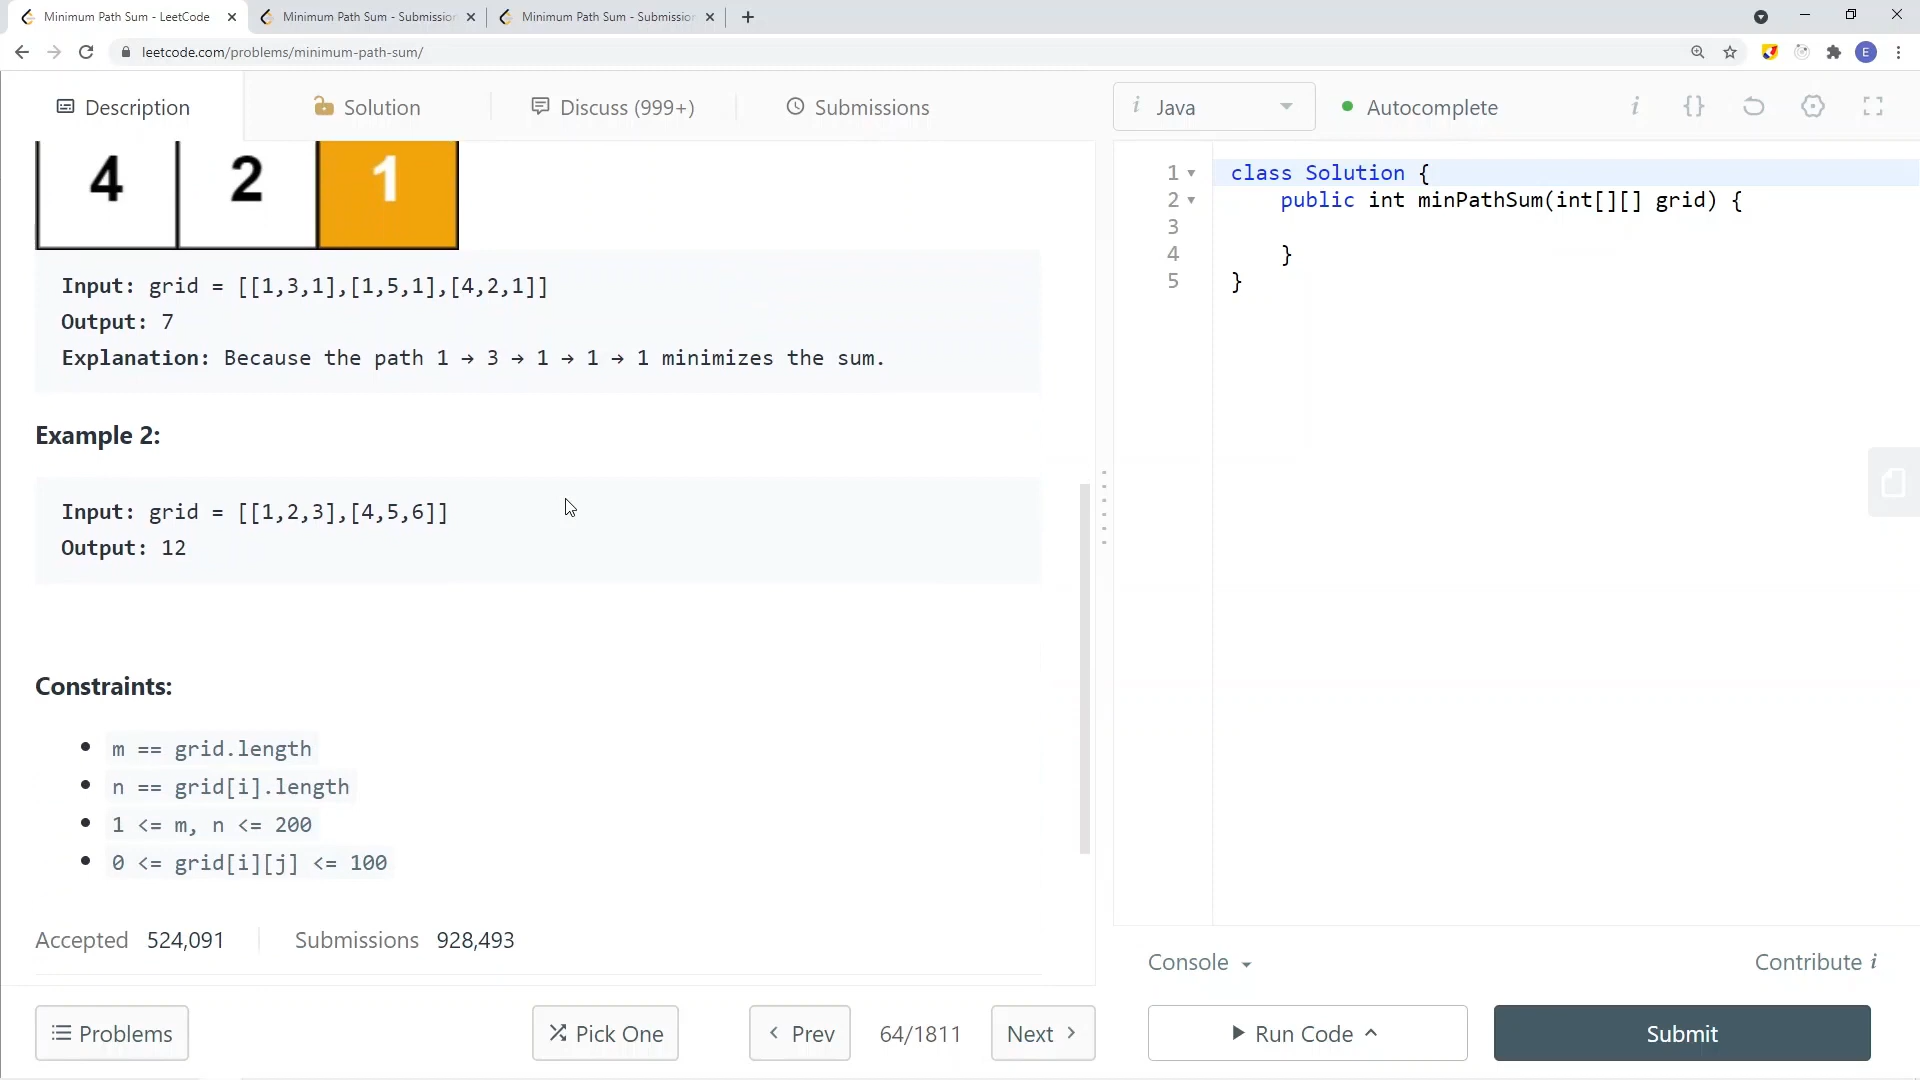 Minimum Path Sum - LeetCode
Minimum Path Sum - Submission
Minimum Path Sum - Submission
leetcode.com/problems/minimum-path-sum/
E
Description
Solution
Discuss (999+)
Submissions
4 2 1
Input: grid = [[1,3,1],[1,5,1],[4,2,1]]
Output: 7
Explanation: Because the path 1 → 3 → 1 → 1 → 1 minimizes the sum.
Example 2:
Input: grid = [[1,2,3],[4,5,6]]
Output: 12
Constraints:
m == grid.length
n == grid[i].length
1 <= m, n <= 200
0 <= grid[i][j] <= 100
Accepted 524,091 Submissions 928,493
Problems
Pick One
Prev
64/1811
Next
i Java
Autocomplete
i {}
1 class Solution {
2 public int minPathSum(int[][] grid) {
3
4 }
5 }
Console
Contribute i
Run Code
Submit